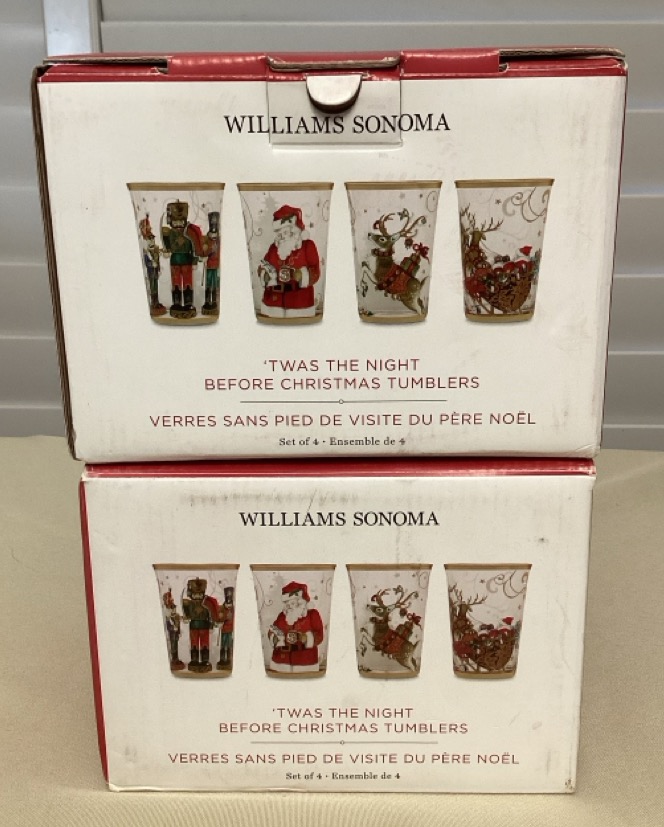 WILLIAMS SONOMA
'TWAS THE NIGHT
BEFORE CHRISTMAS TUMBLERS
VERRES SANS PIED DE VISITE DU PÈRE NOËL
Set of 4 • Ensemble de 4
WILLIAMS SONOMA
'TWAS THE NIGHT
BEFORE CHRISTMAS TUMBLERS
VERRES SANS PIED DE VISITE DU PÈRE NOËL
Set of 4 • Ensemble de 4